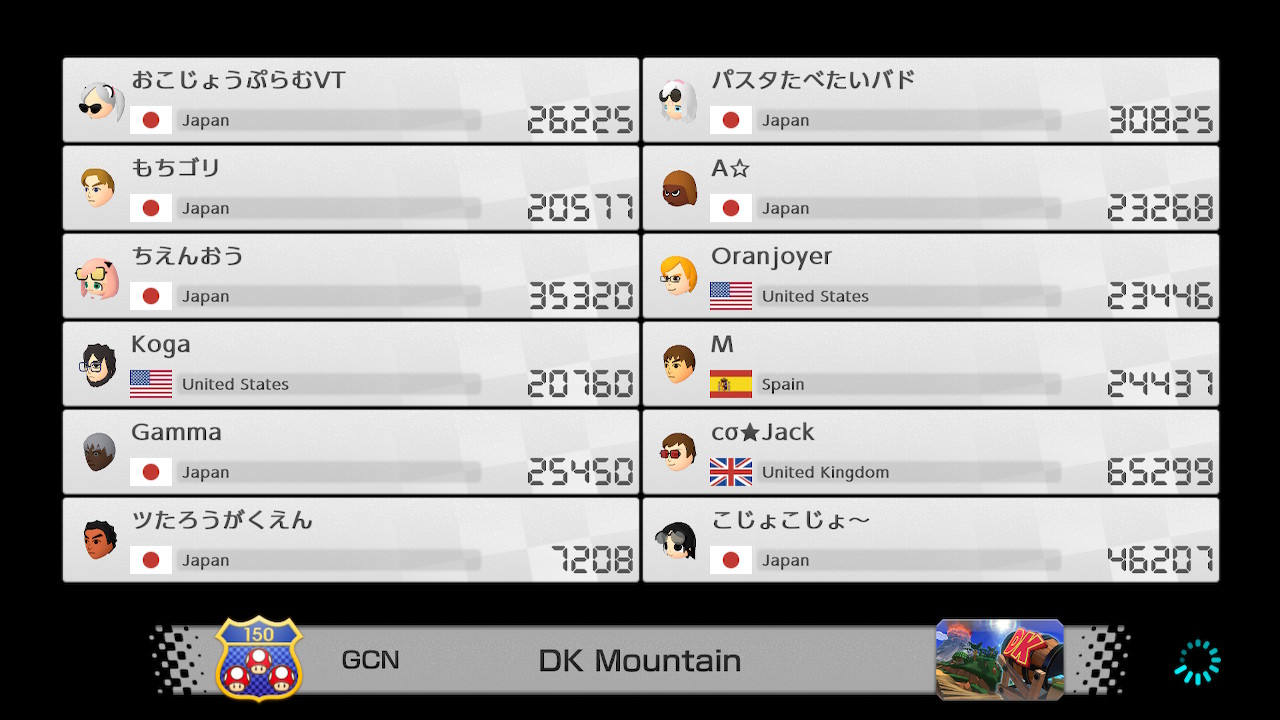 おこじょうぷらむVT
Japan
26225
パスタたべたいバド
Japan
30825
もちゴリ
Japan
20577
A☆
Japan
23268
ちえんおう
Japan
35320
Oranjoyer
United States
23446
Koga
United States
20760
M
Spain
24437
Gamma
Japan
25450
cσ★Jack
United Kingdom
65299
ツたろうがくえん
Japan
7208
こじょこじょ～
Japan
46207
150
GCN
DK Mountain
DK